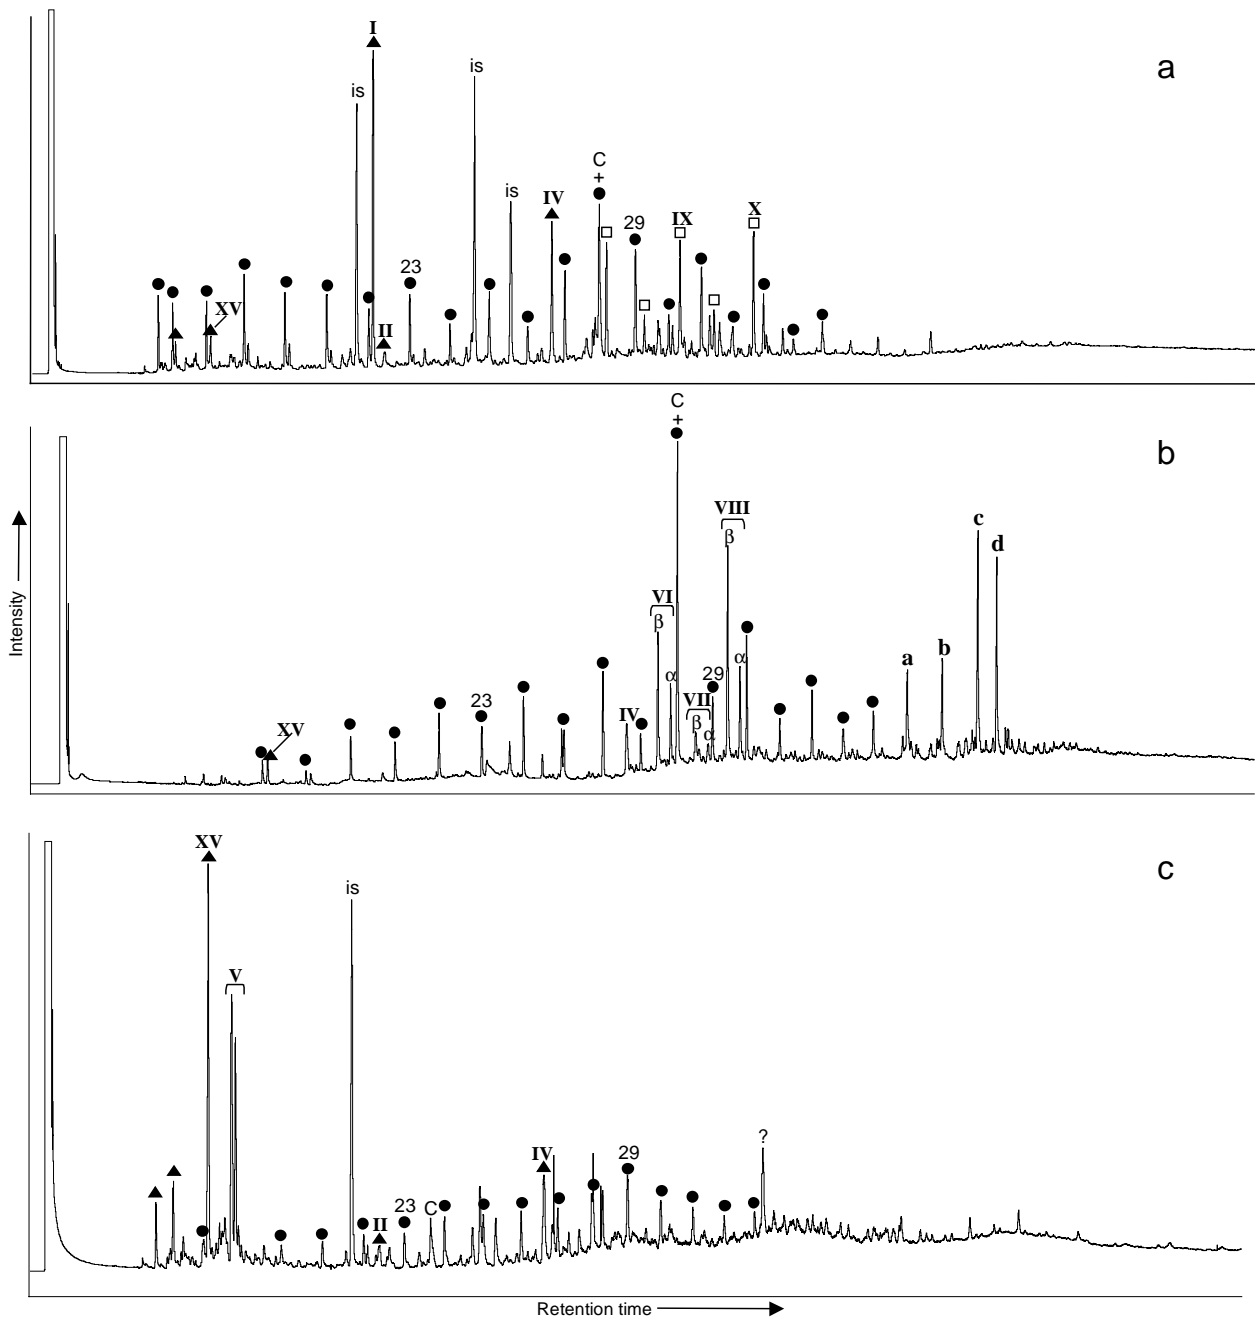 a
I
is
is
is
IV
C
+
29
IX
X
23
XV
II
b
C
+
VIII
β
c
d
VI
β
α
α
29
a
b
VII
β
α
IV
23
XV
Intensity
c
XV
is
V
IV
29
?
II
23
C
Retention time